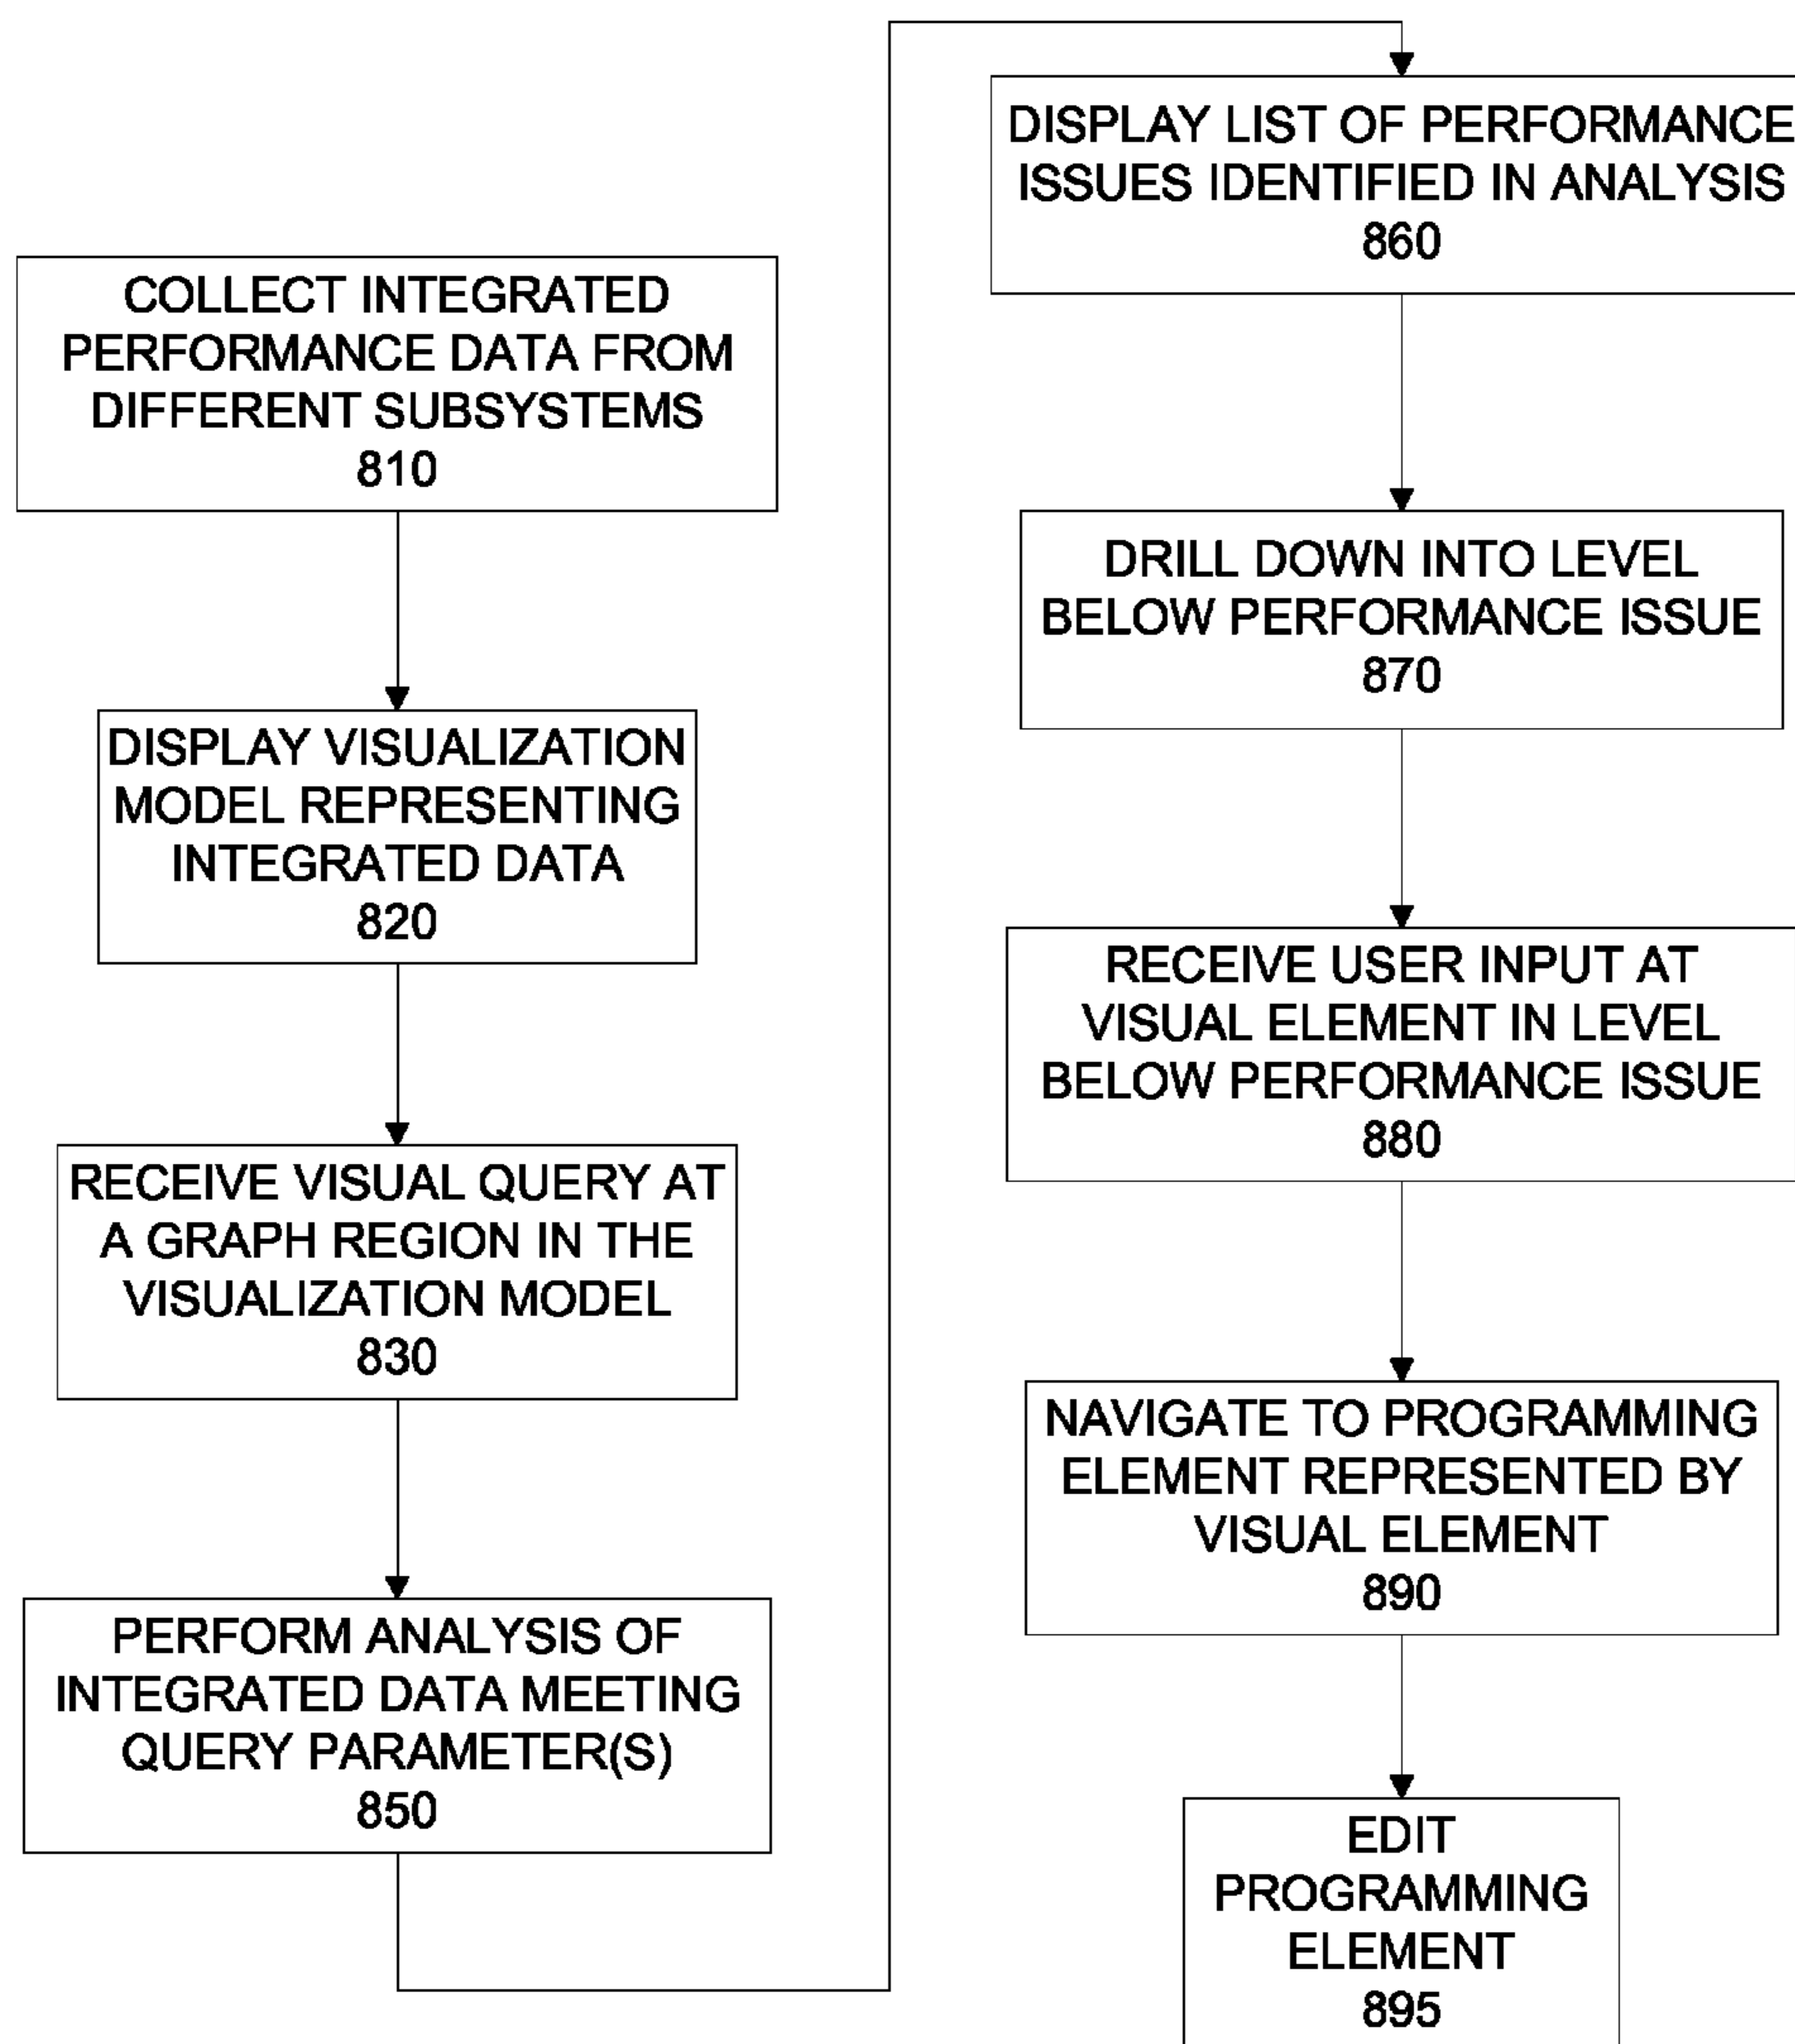 COLLECT INTEGRATED
PERFORMANCE DATA FROM
DIFFERENT SUBSYSTEMS
810
DISPLAY VISUALIZATION
MODEL REPRESENTING
INTEGRATED DATA
820
RECEIVE VISUAL QUERY AT
A GRAPH REGION IN THE
VISUALIZATION MODEL
830
PERFORM ANALYSIS OF
INTEGRATED DATA MEETING
QUERY PARAMETER(S)
850
DISPLAY LIST OF PERFORMANCE
ISSUES IDENTIFIED IN ANALYSIS
860
DRILL DOWN INTO LEVEL
BELOW PERFORMANCE ISSUE
870
RECEIVE USER INPUT AT
VISUAL ELEMENT IN LEVEL
BELOW PERFORMANCE ISSUE
880
NAVIGATE TO PROGRAMMING
ELEMENT REPRESENTED BY
VISUAL ELEMENT
890
EDIT
PROGRAMMING
ELEMENT
895